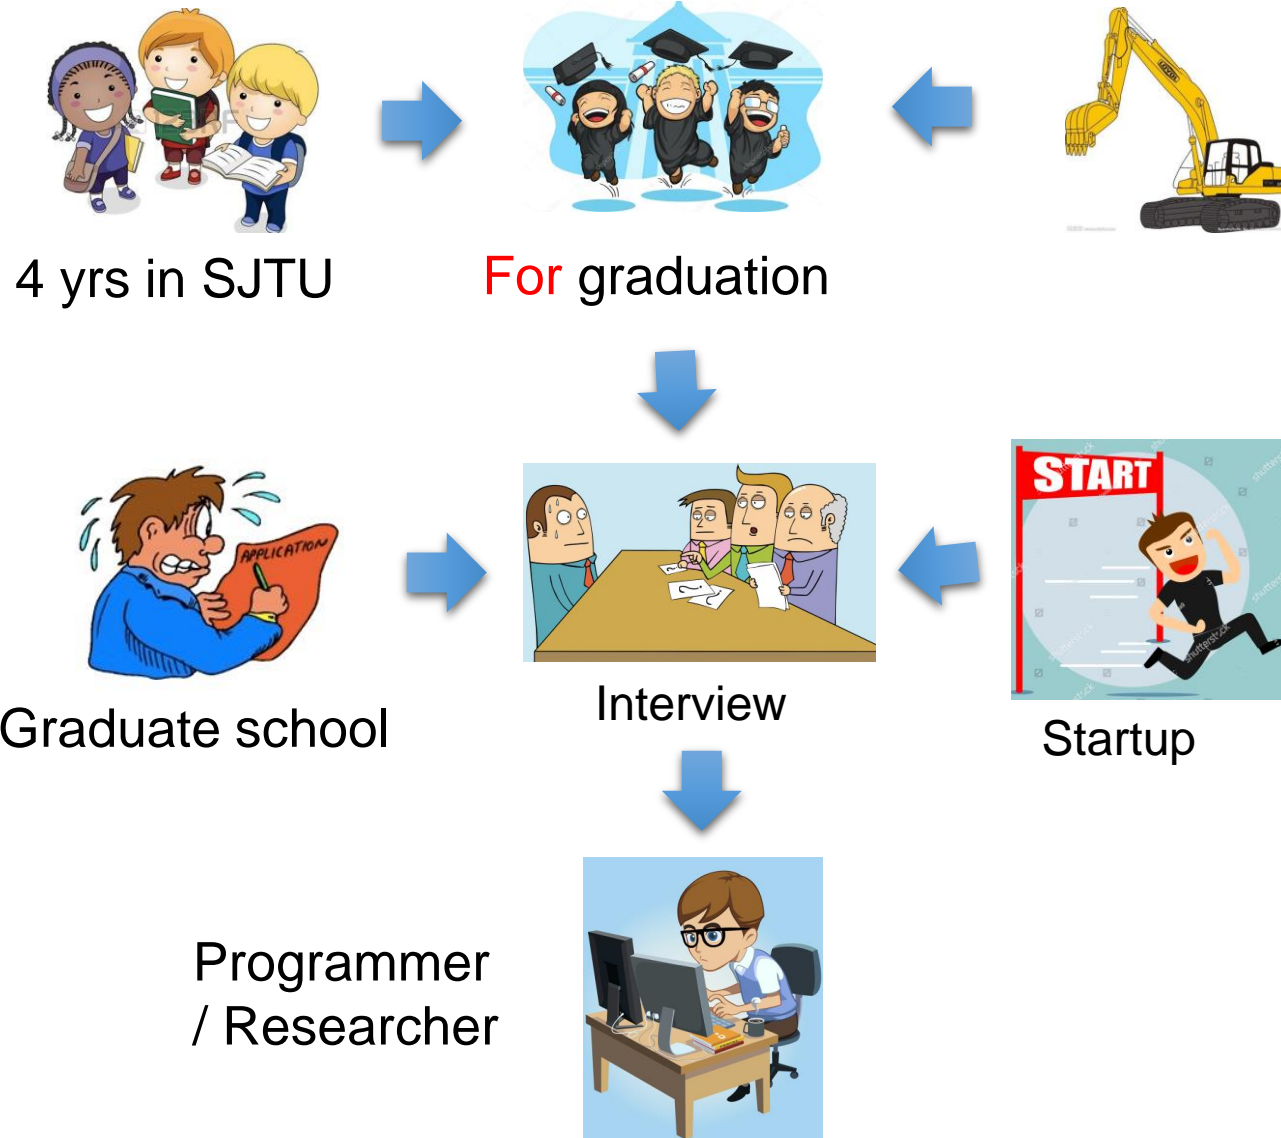 4 yrs in SJTU
For graduation
APPLICATION
START
Graduate school
Interview
Startup
Programmer
/ Researcher